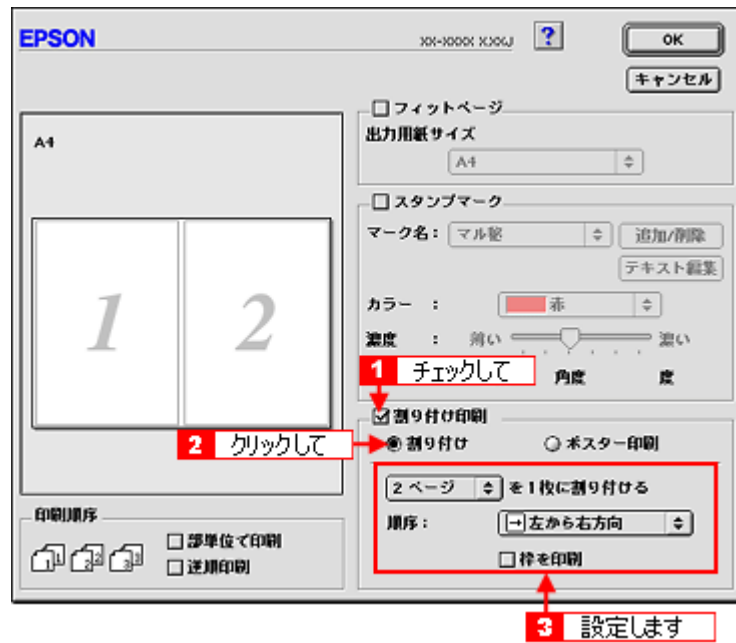 EPSON
XX-XXXX XXXJ
?
OK
キャンセル
A4
1
2
フィットページ
出力用紙サイズ
A4
スタンプマーク
マーク名： マル秘
追加/削除
テキスト編集
カラー ： 赤
濃度 ： 薄い 濃い
1 チェックして
角度 度
割り付け印刷
2 クリックして
割り付け
ポスター印刷
2 ページ を1枚に割り付ける
順序： 左から右方向
枠を印刷
印刷順序
部単位で印刷
逆順印刷
3 設定します